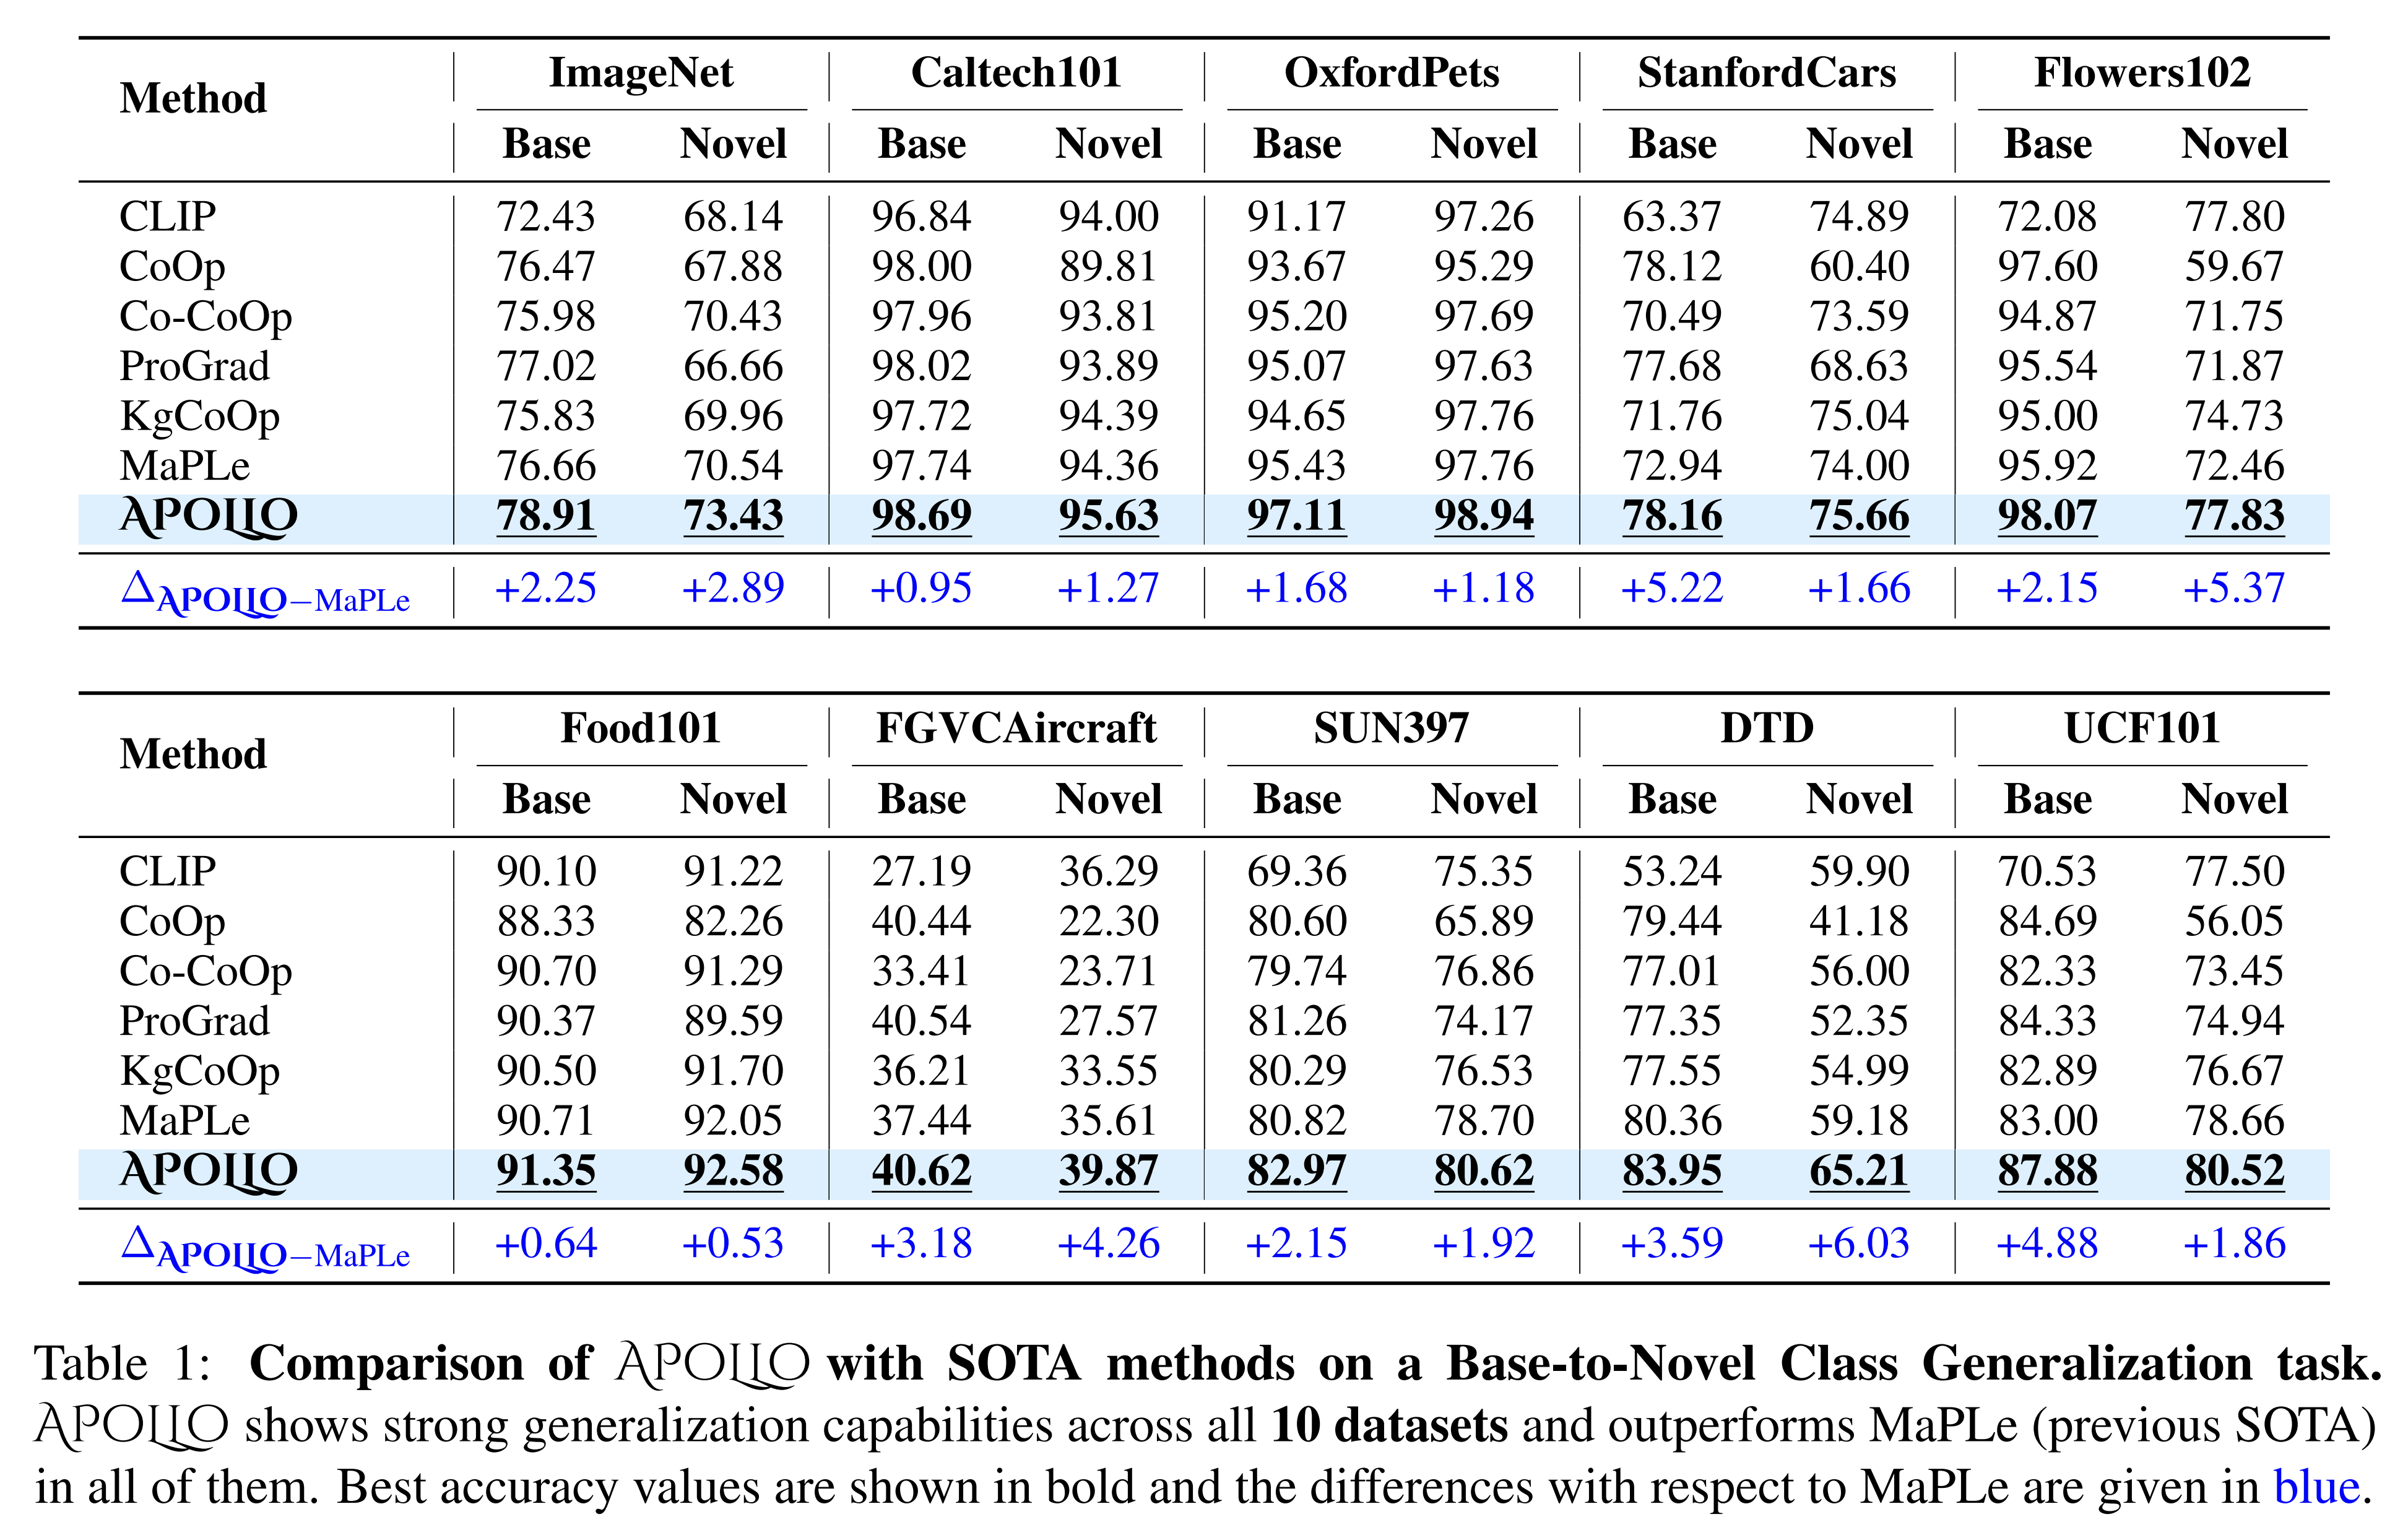 Method ImageNet Caltech101 OxfordPets StanfordCars Flowers102
Base Novel Base Novel Base Novel Base Novel Base Novel
CLIP 72.43 68.14 96.84 94.00 91.17 97.26 63.37 74.89 72.08 77.80
CoOp 76.47 67.88 98.00 89.81 93.67 95.29 78.12 60.40 97.60 59.67
Co-CoOp 75.98 70.43 97.96 93.81 95.20 97.69 70.49 73.59 94.87 71.75
ProGrad 77.02 66.66 98.02 93.89 95.07 97.63 77.68 68.63 95.54 71.87
KgCoOp 75.83 69.96 97.72 94.39 94.65 97.76 71.76 75.04 95.00 74.73
MaPLe 76.66 70.54 97.74 94.36 95.43 97.76 72.94 74.00 95.92 72.46
APOLLO 78.91 73.43 98.69 95.63 97.11 98.94 78.16 75.66 98.07 77.83
ΔAPOLLO−MaPLe +2.25 +2.89 +0.95 +1.27 +1.68 +1.18 +5.22 +1.66 +2.15 +5.37
Method Food101 FGVCAircraft SUN397 DTD UCF101
Base Novel Base Novel Base Novel Base Novel Base Novel
CLIP 90.10 91.22 27.19 36.29 69.36 75.35 53.24 59.90 70.53 77.50
CoOp 88.33 82.26 40.44 22.30 80.60 65.89 79.44 41.18 84.69 56.05
Co-CoOp 90.70 91.29 33.41 23.71 79.74 76.86 77.01 56.00 82.33 73.45
ProGrad 90.37 89.59 40.54 27.57 81.26 74.17 77.35 52.35 84.33 74.94
KgCoOp 90.50 91.70 36.21 33.55 80.29 76.53 77.55 54.99 82.89 76.67
MaPLe 90.71 92.05 37.44 35.61 80.82 78.70 80.36 59.18 83.00 78.66
APOLLO 91.35 92.58 40.62 39.87 82.97 80.62 83.95 65.21 87.88 80.52
ΔAPOLLO−MaPLe +0.64 +0.53 +3.18 +4.26 +2.15 +1.92 +3.59 +6.03 +4.88 +1.86
Table 1: Comparison of APOLLO with SOTA methods on a Base-to-Novel Class Generalization task.
APOLLO shows strong generalization capabilities across all 10 datasets and outperforms MaPLe (previous SOTA)
in all of them. Best accuracy values are shown in bold and the differences with respect to MaPLe are given in blue.